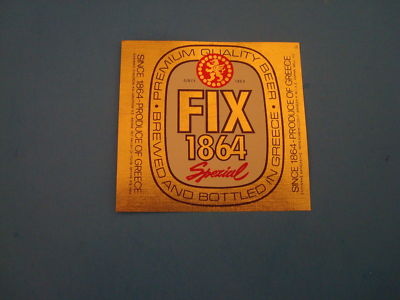 PREMIUM QUALITY BEER
SINCE 1864
FIX
1864
Spezial
BREWED AND BOTTLED IN GREECE
SINCE 1864 · PRODUCE OF GREECE
SINCE 1864 · PRODUCE OF GREECE